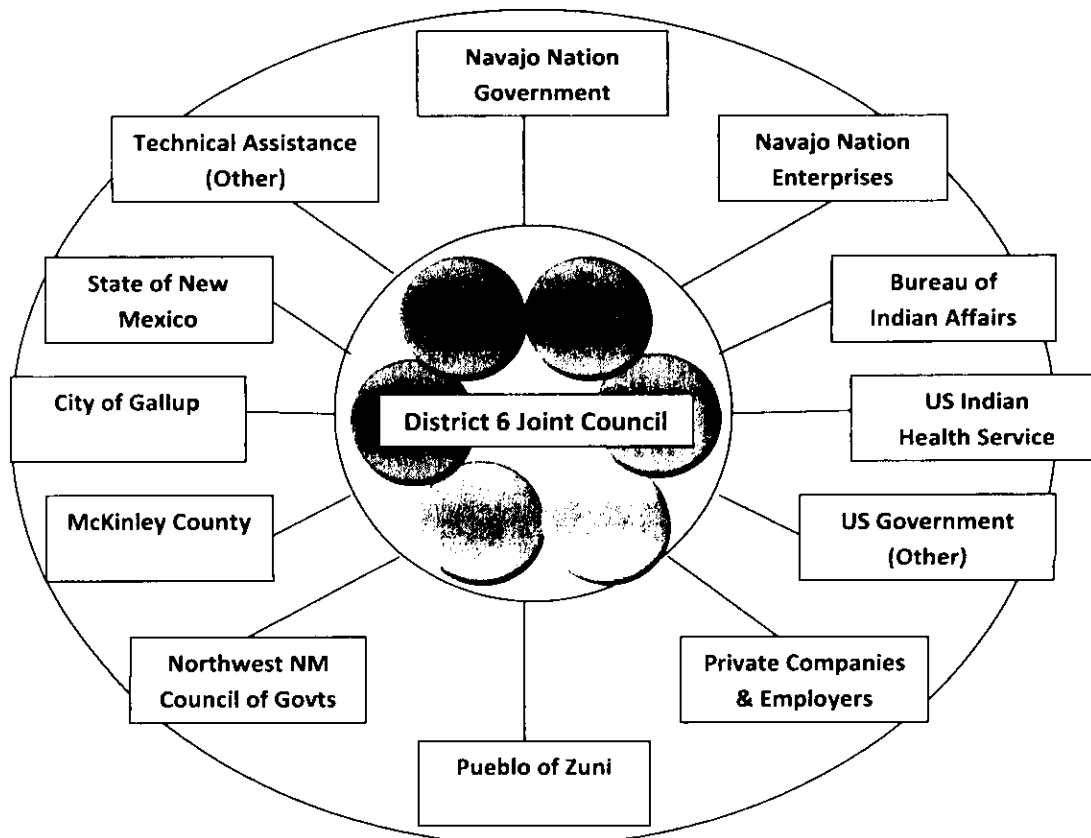 Navajo Nation
Government
Technical Assistance
(Other)
Navajo Nation
Enterprises
State of New
Mexico
Bureau of
Indian Affairs
City of Gallup
District 6 Joint Council
US Indian
Health Service
McKinley County
US Government
(Other)
Northwest NM
Council of Govts
Private Companies
& Employers
Pueblo of Zuni